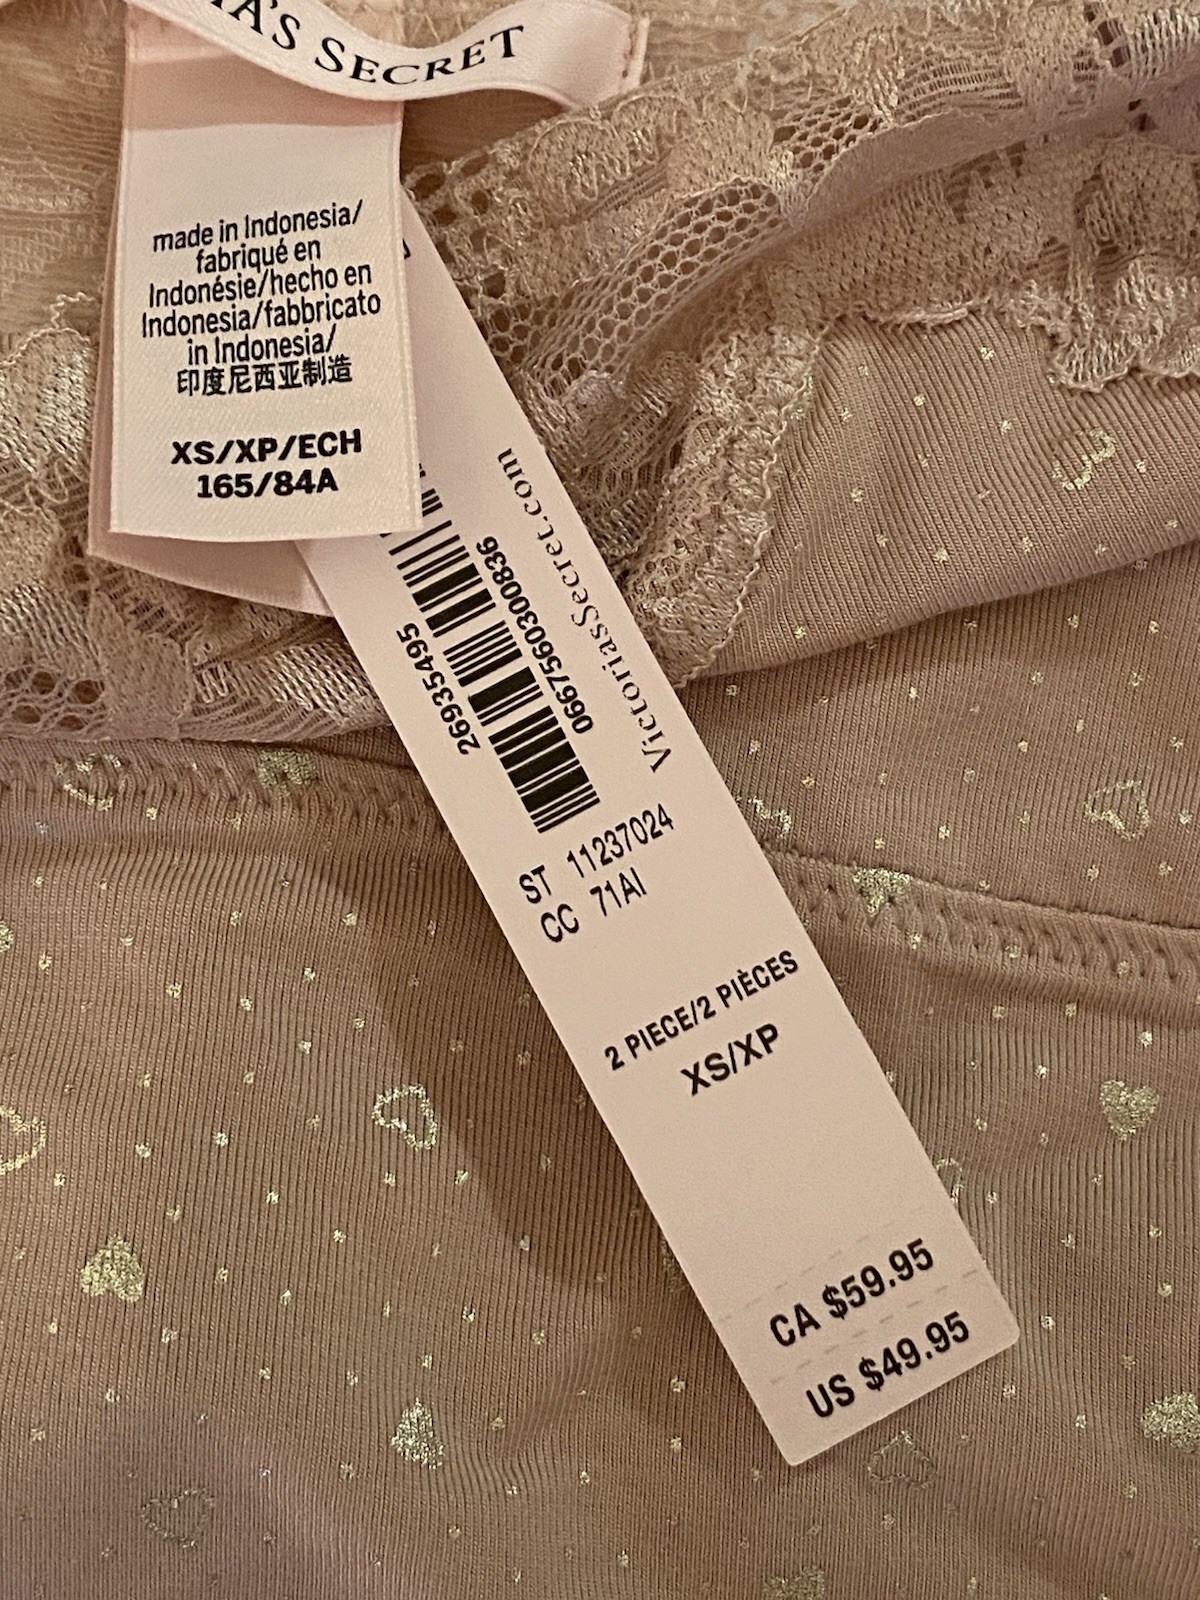 A'S SECRET
made in Indonesia/
fabriqué en
Indonésie/hecho en
Indonesia/fabbricato
in Indonesia/
印度尼西亚制造
XS/XP/ECH
165/84A
VictoriasSecret.com
0667560300836
26935495
ST 11237024
CC 71AI
2 PIECE/2 PIÈCES
XS/XP
CA $59.95
US $49.95